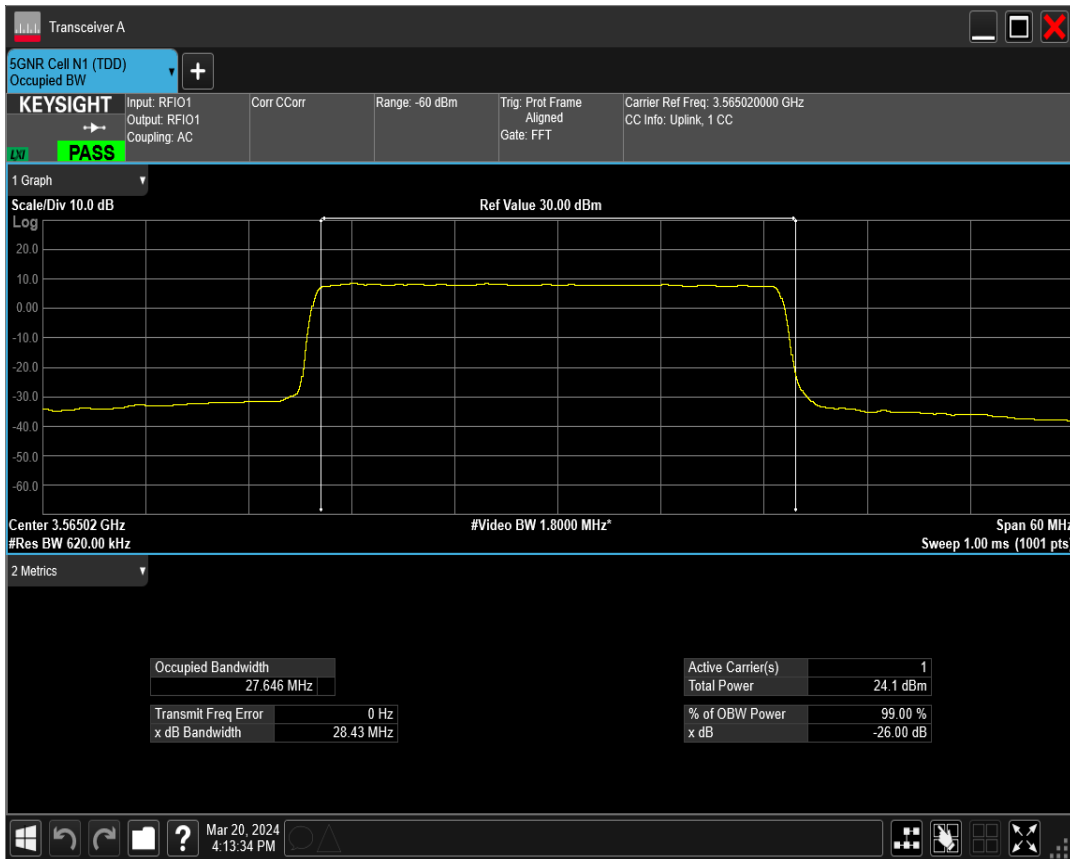 Transceiver A
5GNR Cell N1 (TDD)
Occupied BW
+
KEYSIGHT
LXI
PASS
Input: RFIO1
Output: RFIO1
Coupling: AC
Corr CCorr
Range: -60 dBm
Trig: Prot Frame
Aligned
Gate: FFT
Carrier Ref Freq: 3.565020000 GHz
CC Info: Uplink, 1 CC
1 Graph
Scale/Div 10.0 dB
Ref Value 30.00 dBm
Log
20.0
10.0
0.00
-10.0
-20.0
-30.0
-40.0
-50.0
-60.0
Center 3.56502 GHz
#Video BW 1.8000 MHz*
Span 60 MHz
#Res BW 620.00 kHz
Sweep 1.00 ms (1001 pts)
2 Metrics
Occupied Bandwidth
27.646 MHz
Transmit Freq Error 0 Hz
x dB Bandwidth 28.43 MHz
Active Carrier(s) 1
Total Power 24.1 dBm
% of OBW Power 99.00 %
x dB -26.00 dB
?
Mar 20, 2024
4:13:34 PM